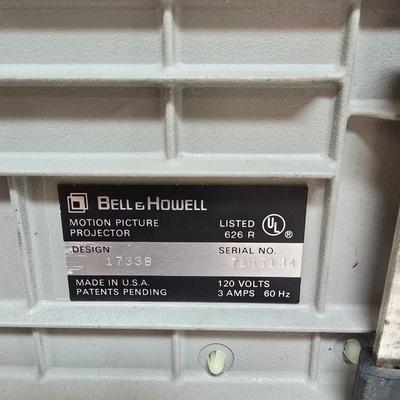 BELL & HOWELL
MOTION PICTURE
PROJECTOR
LISTED
626 R
UL
DESIGN
1733B
SERIAL NO.
MADE IN U.S.A.
PATENTS PENDING
120 VOLTS
3 AMPS 60 Hz